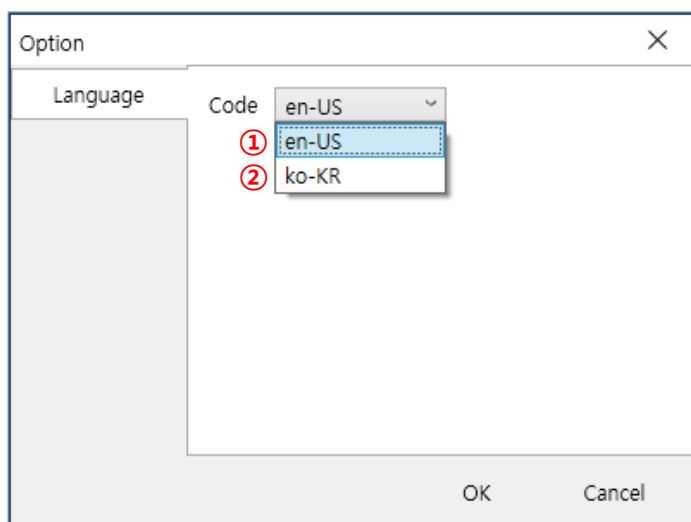 Option
Language
Code en-US
① en-US
② ko-KR
OK Cancel